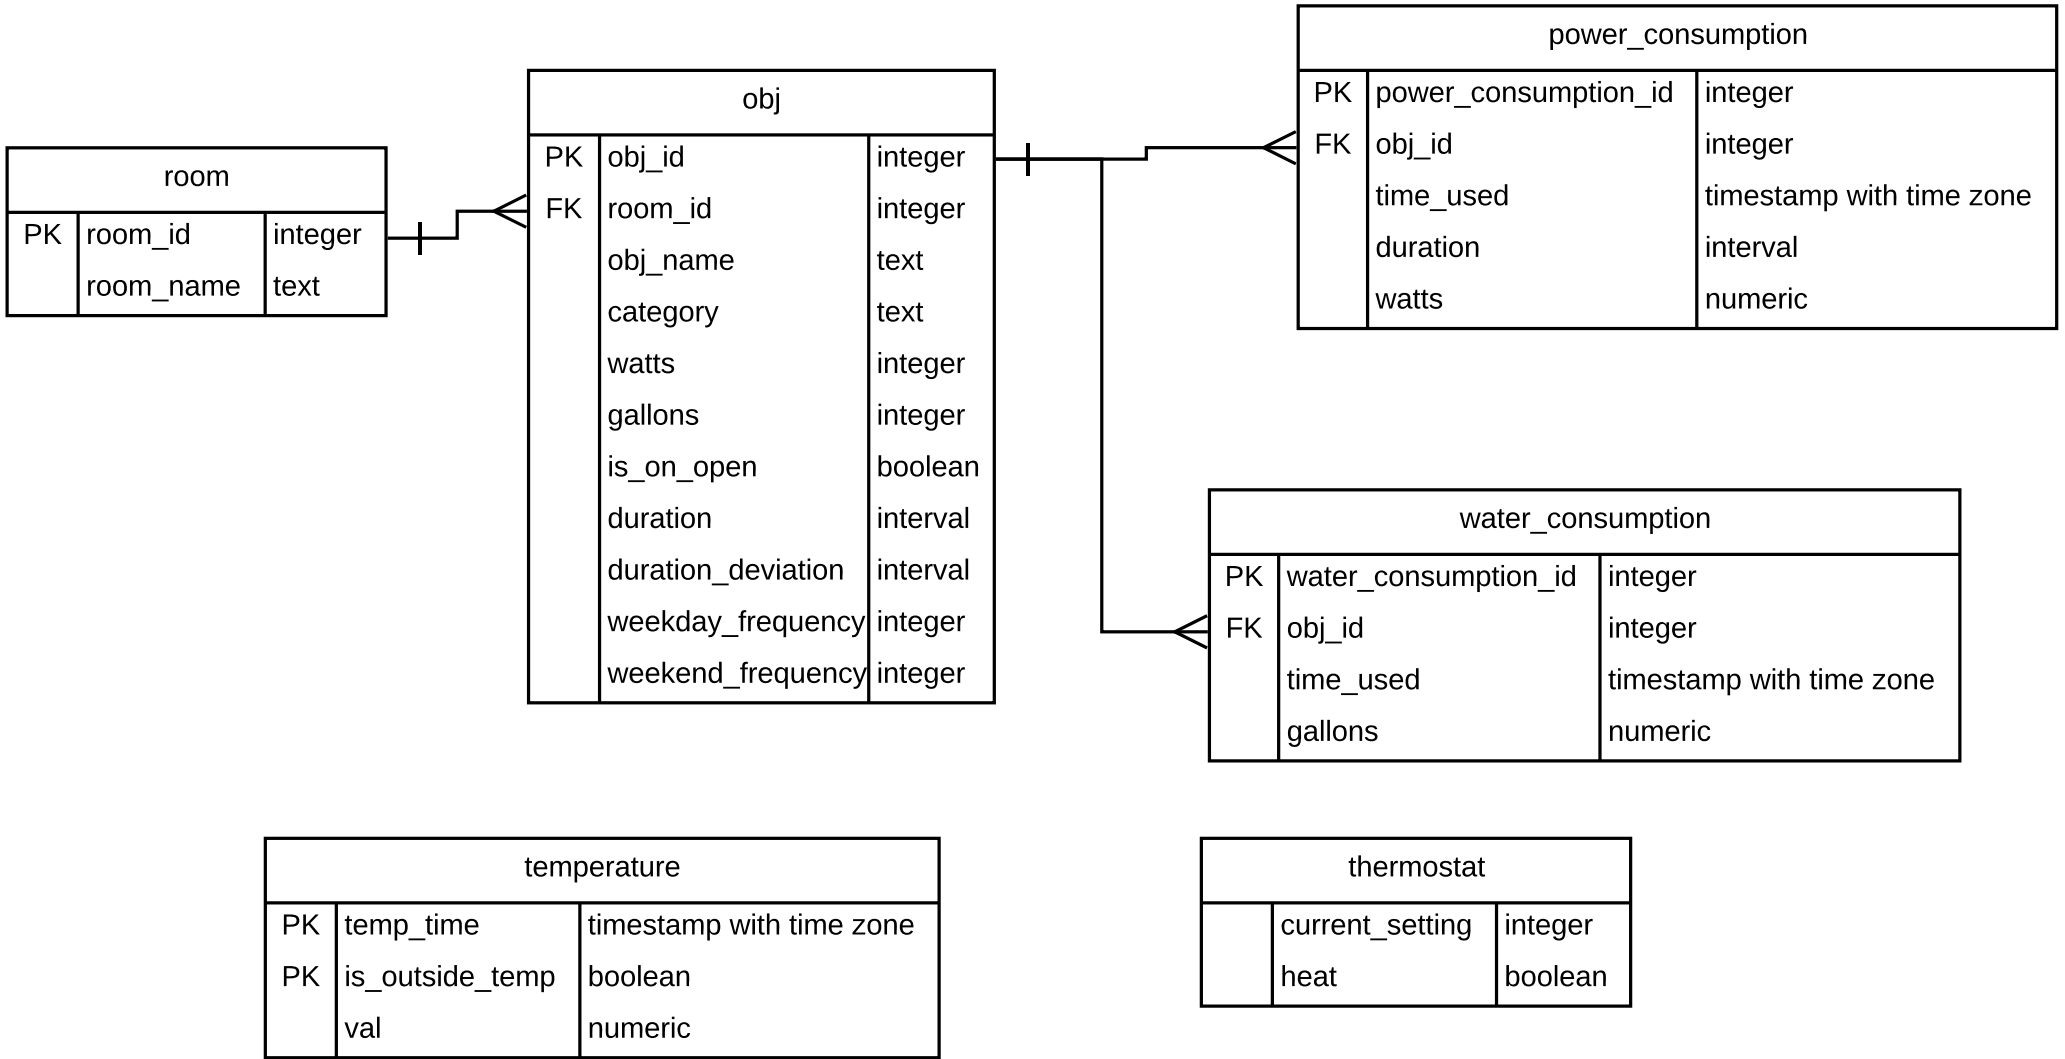 room
PK room_id integer
room_name text
obj
PK obj_id integer
FK room_id integer
obj_name text
category text
watts integer
gallons integer
is_on_open boolean
duration interval
duration_deviation interval
weekday_frequency integer
weekend_frequency integer
power_consumption
PK power_consumption_id integer
FK obj_id integer
time_used timestamp with time zone
duration interval
watts numeric
water_consumption
PK water_consumption_id integer
FK obj_id integer
time_used timestamp with time zone
gallons numeric
temperature
PK temp_time timestamp with time zone
PK is_outside_temp boolean
val numeric
thermostat
current_setting integer
heat boolean